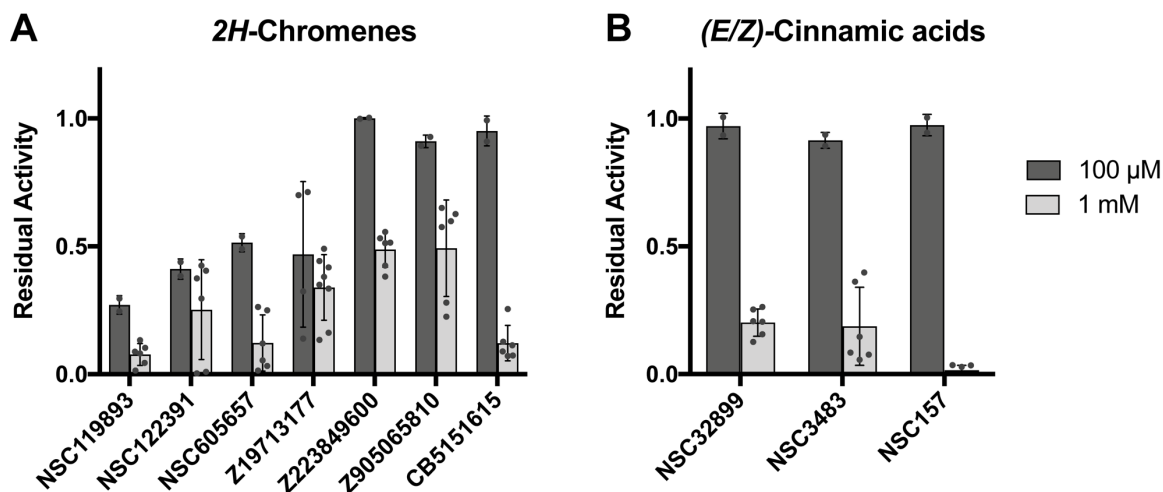 A
2H-Chromenes
Residual Activity
1.0
0.5
0.0
NSC119893
NSC122391
NSC605657
Z19713177
Z223849600
Z905065810
CB5151615
B
(E/Z)-Cinnamic acids
Residual Activity
1.0
0.5
0.0
NSC32899
NSC3483
NSC157
100 µM
1 mM